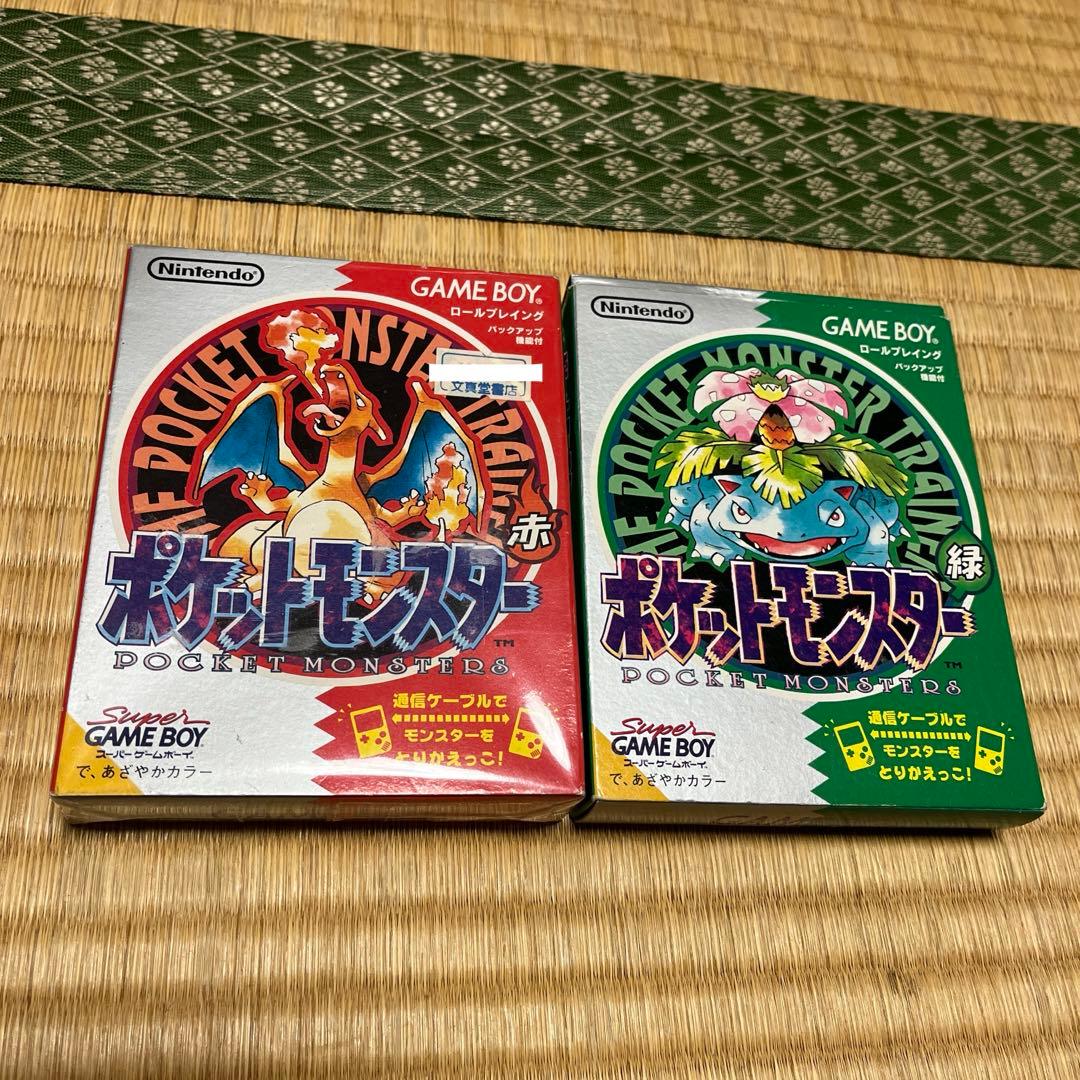 Nintendo®
GAME BOY®
ロールプレイング
バックアップ
機能付
文真堂書店
POCKET MONSTE
TRAIN
赤
ポケットモンスター™
POCKET MONSTERS
Super
GAME BOY
スーパーゲームボーイ
で、あざやかカラー
通信ケーブルで
モンスターを
とりかえっこ!
Nintendo®
GAME BOY®
ロールプレイング
バックアップ
機能付
POCKET MONSTER TRAIN
緑
ポケットモンスター™
POCKET MONSTERS
Super
GAME BOY
スーパーゲームボーイ
で、あざやかカラー
通信ケーブルで
モンスターを
とりかえっこ!